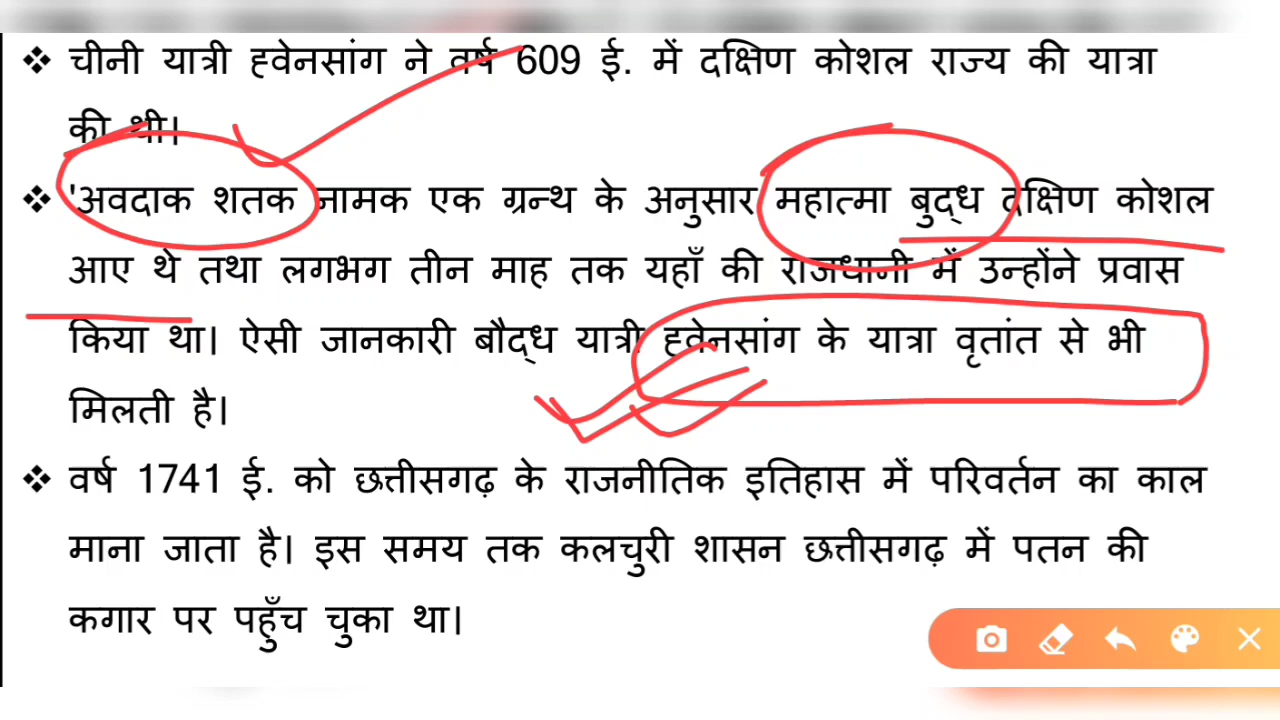 ❖ चीनी यात्री ह्वेनसांग ने वर्ष 609 ई. में दक्षिण कोशल राज्य की यात्रा
की थी।
❖ 'अवदाक शतक नामक एक ग्रन्थ के अनुसार महात्मा बुद्ध दक्षिण कोशल
आए थे तथा लगभग तीन माह तक यहाँ की राजधानी में उन्होंने प्रवास
किया था। ऐसी जानकारी बौद्ध यात्री ह्वेनसांग के यात्रा वृतांत से भी
मिलती है।
❖ वर्ष 1741 ई. को छत्तीसगढ़ के राजनीतिक इतिहास में परिवर्तन का काल
माना जाता है। इस समय तक कलचुरी शासन छत्तीसगढ़ में पतन की
कगार पर पहुँच चुका था।